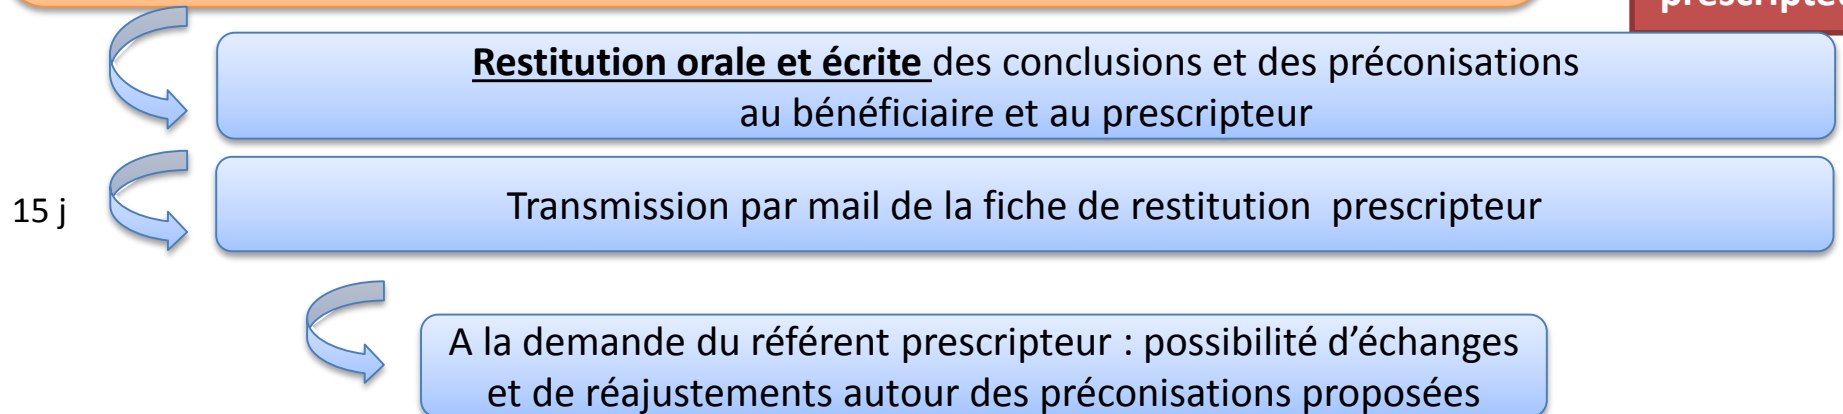 Restitution orale et écrite des conclusions et des préconisations
au bénéficiaire et au prescripteur
15 j
Transmission par mail de la fiche de restitution  prescripteur
A la demande du référent prescripteur : possibilité d’échanges
et de réajustements autour des préconisations proposées